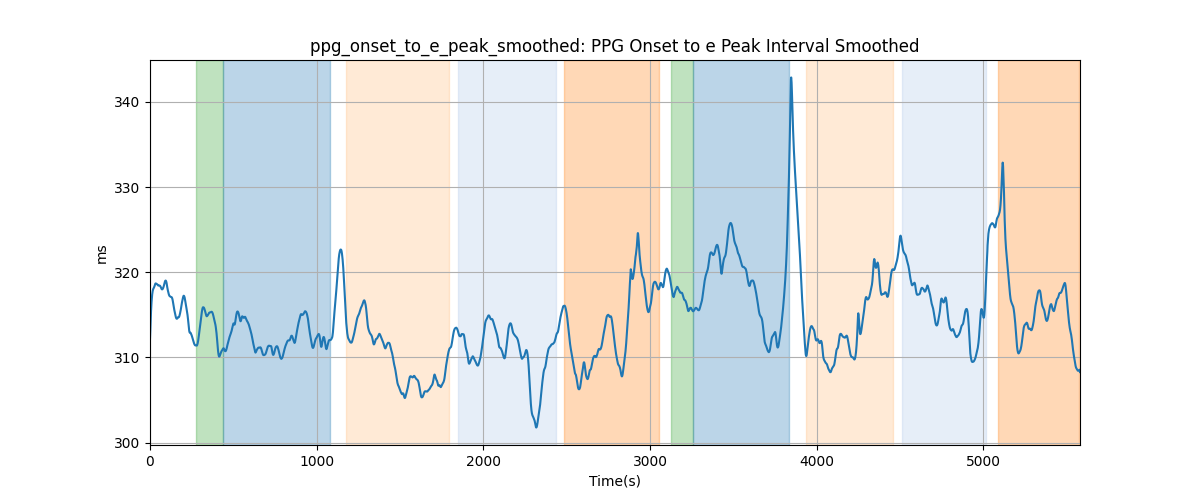 ppg_onset_to_e_peak_smoothed: PPG Onset to e Peak Interval Smoothed
ms
340
330
320
310
300
0 1000 2000 3000 4000 5000
Time(s)